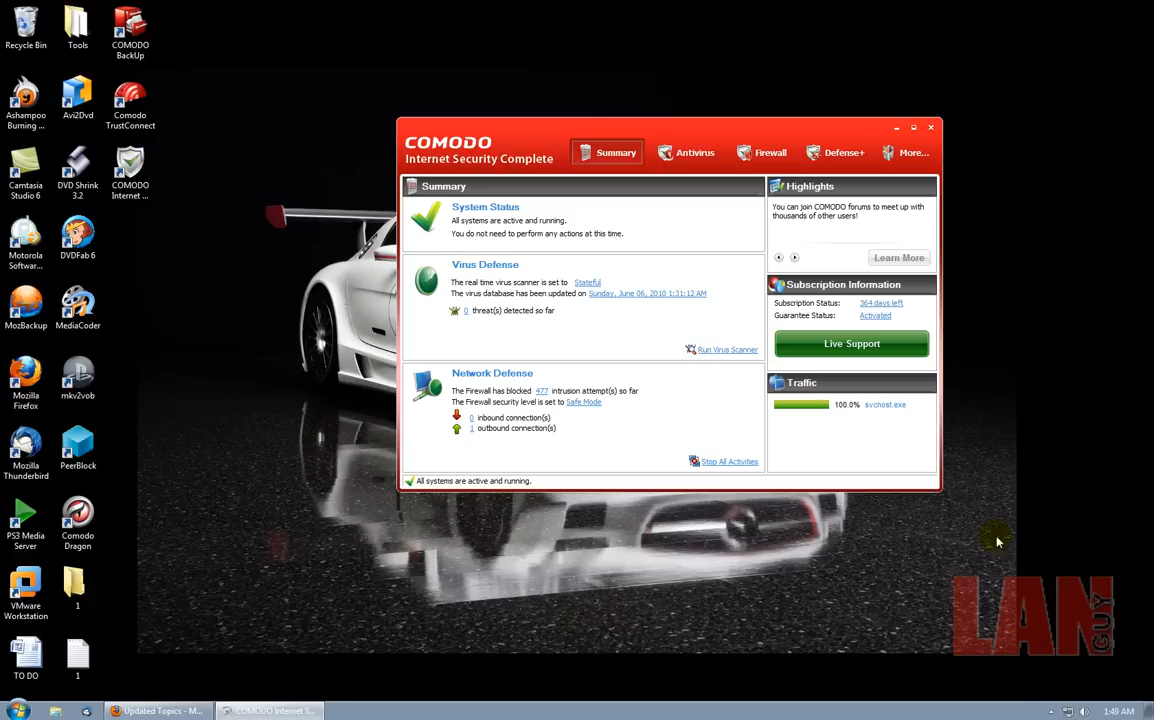 Recycle Bin
Tools
COMODO
BackUp
Ashampoo
Burning ...
Avi2Dvd
Comodo
TrustConnect
Camtasia
Studio 6
DVD Shrink
3.2
COMODO
Internet ...
Motorola
Softwar...
DVDFab 6
MozBackup
MediaCoder
Mozilla
Firefox
mkv2vob
Mozilla
Thunderbird
PeerBlock
PS3 Media
Server
Comodo
Dragon
VMware
Workstation
1
TO DO
1
COMODO
Internet Security Complete
Summary
Antivirus
Firewall
Defense+
More...
Summary
System Status
All systems are active and running.
You do not need to perform any actions at this time.
Virus Defense
The real time virus scanner is set to Stateful
The virus database has been updated on Sunday, June 06, 2010 1:31:12 AM
0 threat(s) detected so far
Run Virus Scanner
Network Defense
The Firewall has blocked 477 intrusion attempt(s) so far
The Firewall security level is set to Safe Mode
0 inbound connection(s)
1 outbound connection(s)
Stop All Activities
All systems are active and running.
Highlights
You can join COMODO forums to meet up with
thousands of other users!
Learn More
Subscription Information
Subscription Status: 364 days left
Guarantee Status: Activated
Live Support
Traffic
100.0% svchost.exe
LAN
GUY
Updated Topics - M...
COMODO Internet S...
1:49 AM